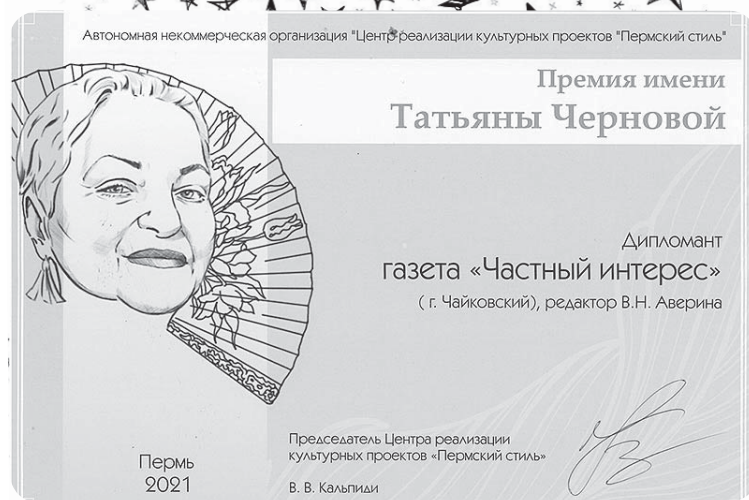 Автономная некоммерческая организация "Центр реализации культурных проектов "Пермский стиль"
Премия имени
Татьяны Черновой
Дипломант
газета «Частный интерес»
( г. Чайковский), редактор В.Н. Аверина
Председатель Центра реализации
культурных проектов «Пермский стиль»
В. В. Кальпиди
Пермь
2021